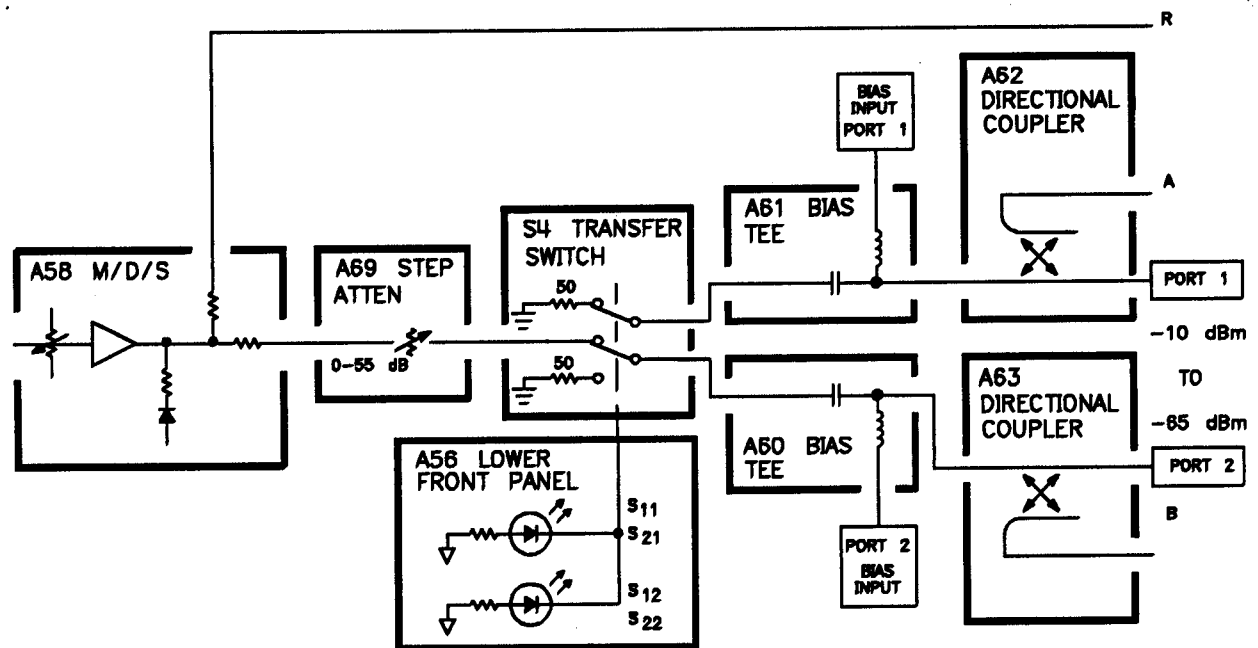 R
A62
DIRECTIONAL
COUPLER
BIAS
INPUT
PORT 1
A
A61 BIAS
TEE
S4 TRANSFER
SWITCH
A58 M/D/S
A69 STEP
ATTEN
50
PORT 1
-10 dBm
0-55 dB
50
A63
DIRECTIONAL
COUPLER
TO
-65 dBm
A60 BIAS
TEE
A56 LOWER
FRONT PANEL
PORT 2
S11
S21
B
PORT 2
BIAS
INPUT
S12
S22